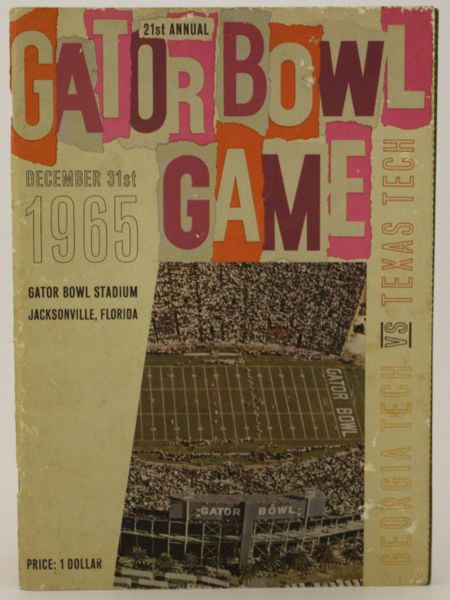 21st ANNUAL
GATOR BOWL
GAME
DECEMBER 31st
1965
GATOR BOWL STADIUM
JACKSONVILLE, FLORIDA
GEORGIA TECH VS TEXAS TECH
GATOR BOWL
GATOR BOWL
PRICE: 1 DOLLAR